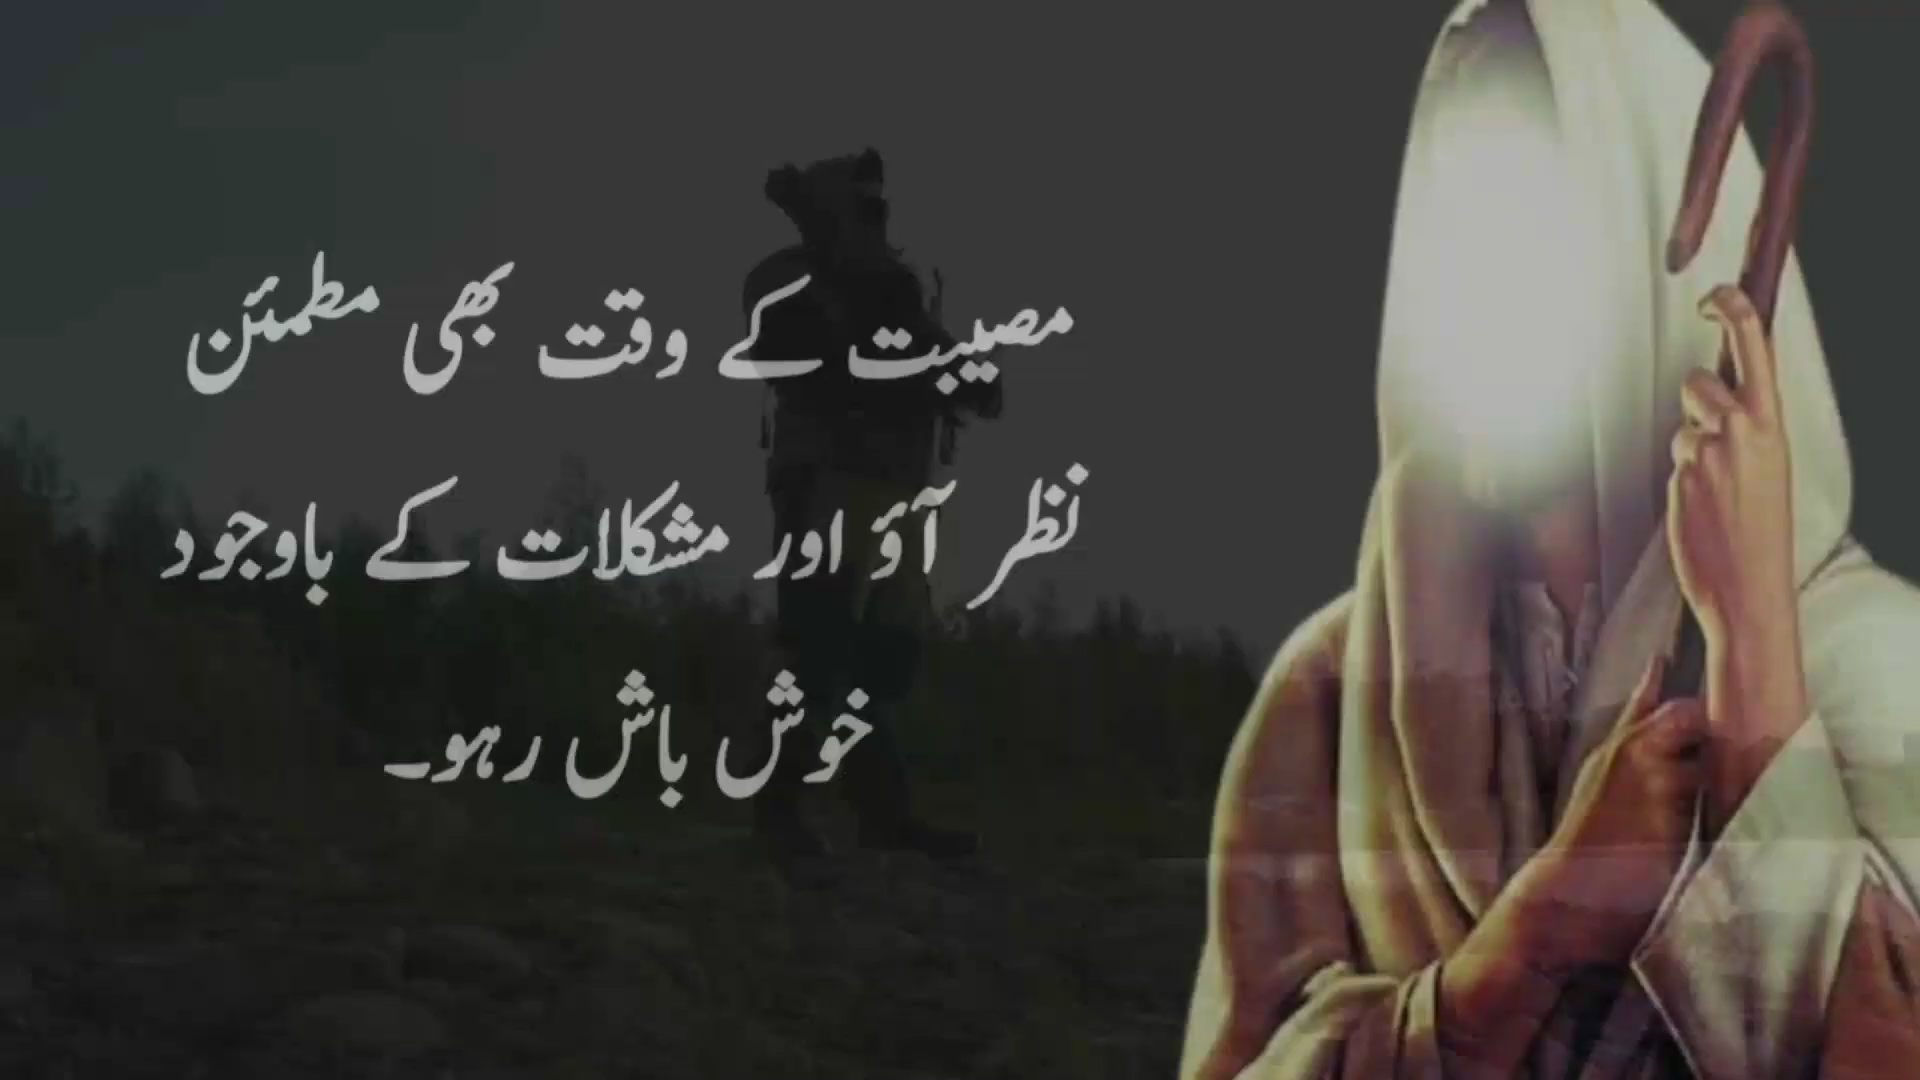 مصیبت کے وقت بھی مطمئن
نظر آؤ اور مشکلات کے باوجود
خوش باش رہو۔